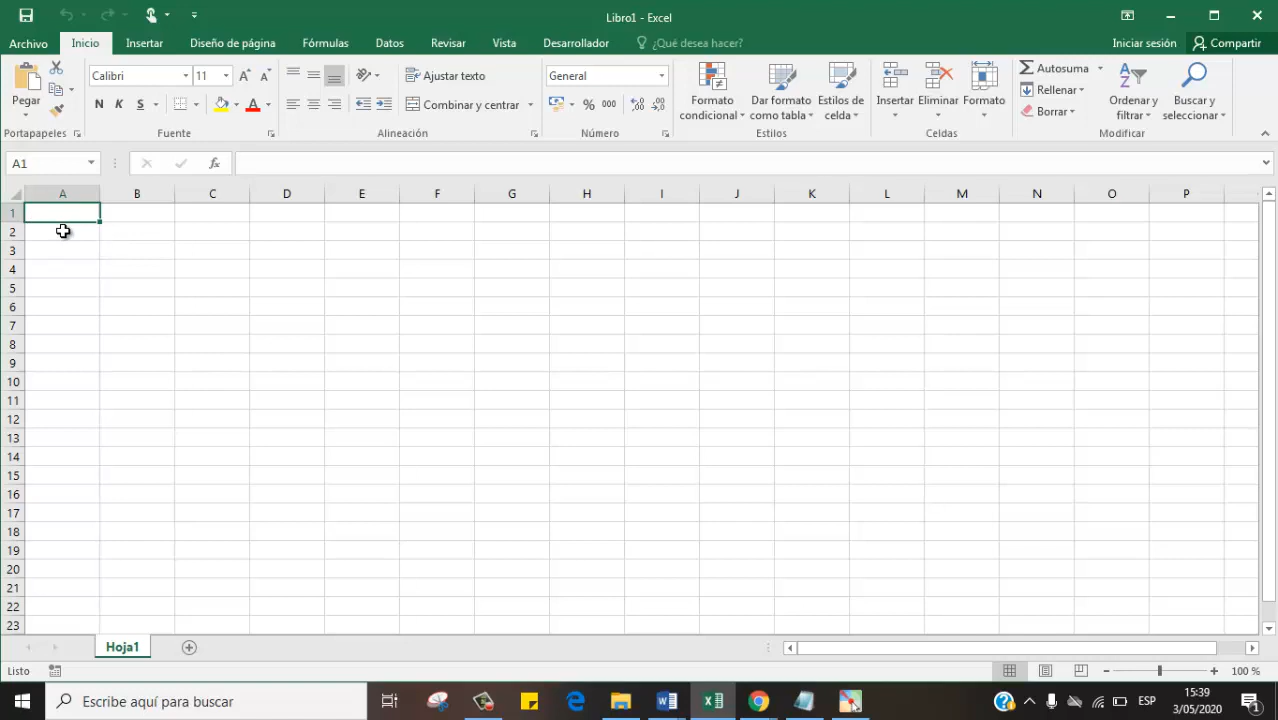 Libro1 - Excel
Archivo Inicio Insertar Diseño de página Fórmulas Datos Revisar Vista Desarrollador ¿Qué desea hacer? Iniciar sesión Compartir
Pegar
Calibri 11
N K S
Ajustar texto
Combinar y centrar
General
% 000
Formato condicional
Dar formato como tabla
Estilos de celda
Insertar Eliminar Formato
Autosuma
Rellenar
Borrar
Ordenar y filtrar
Buscar y seleccionar
Portapapeles Fuente Alineación Número Estilos Celdas Modificar
A1 fx
A B C D E F G H I J K L M N O P
1
2
3
4
5
6
7
8
9
10
11
12
13
14
15
16
17
18
19
20
21
22
23
Hoja1
Listo 100 %
Escribe aquí para buscar
ESP
15:39
3/05/2020
1